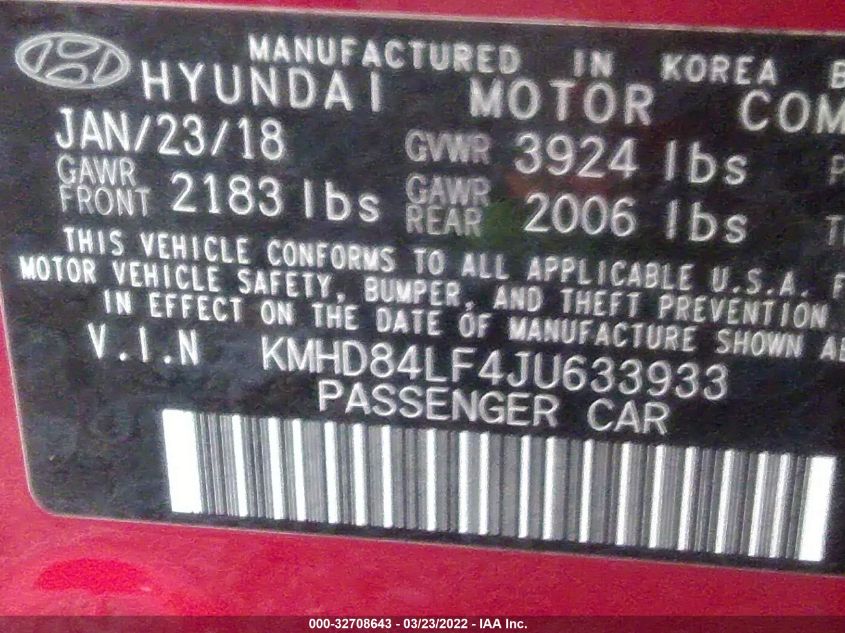 MANUFACTURED IN KOREA B
HYUNDAI MOTOR COM
JAN/23/18 GVWR 3924 lbs P
GAWR FRONT 2183 lbs GAWR REAR 2006 lbs T
THIS VEHICLE CONFORMS TO ALL APPLICABLE U.S.A. F
MOTOR VEHICLE SAFETY, BUMPER, AND THEFT PREVENTION
IN EFFECT ON THE DATE OF MANUFACTURE SHOWN AB
V.I.N KMHD84LF4JU633933
PASSENGER CAR
000-32708643 - 03/23/2022 - IAA Inc.